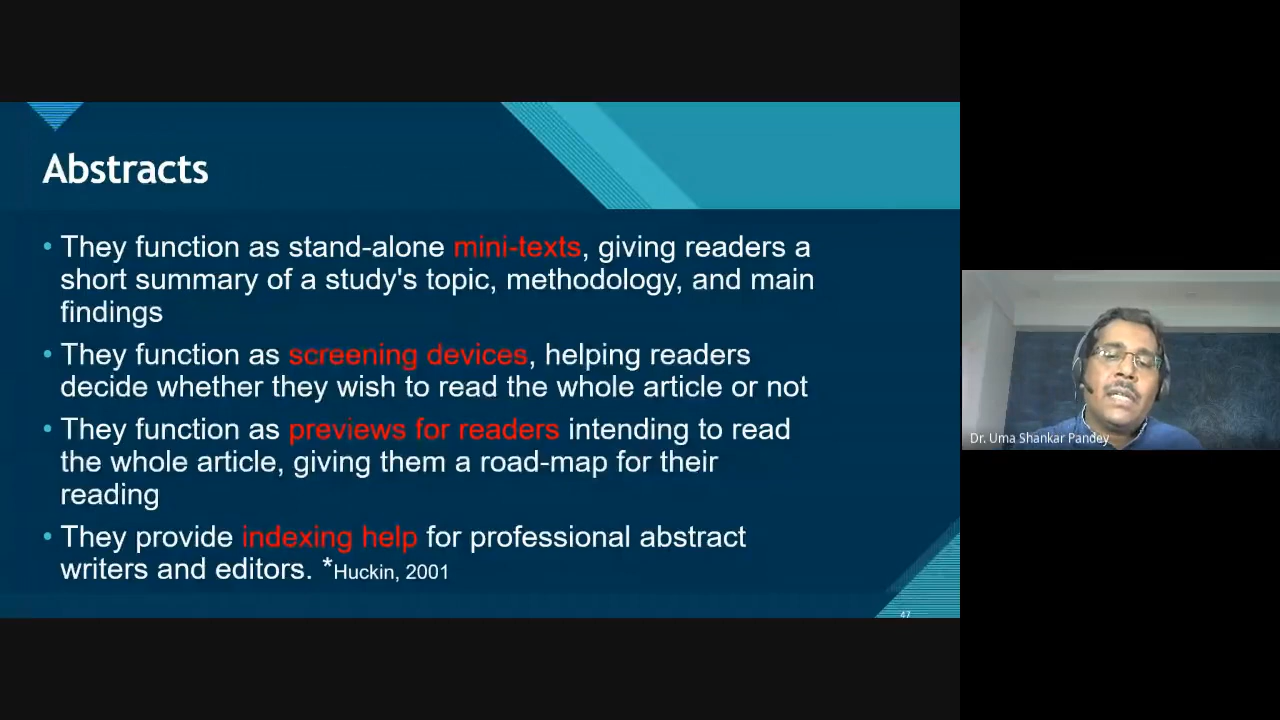 Abstracts
• They function as stand-alone mini-texts, giving readers a
short summary of a study's topic, methodology, and main
findings
• They function as screening devices, helping readers
decide whether they wish to read the whole article or not
• They function as previews for readers intending to read
the whole article, giving them a road-map for their
reading
• They provide indexing help for professional abstract
writers and editors. *Huckin, 2001
47
Dr. Uma Shankar Pandey